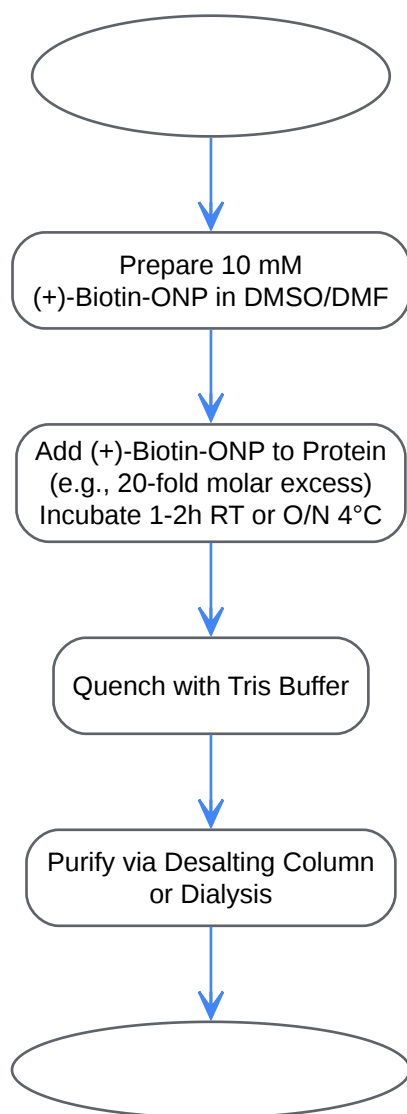 Prepare 10 mM
(+)-Biotin-ONP in DMSO/DMF
Add (+)-Biotin-ONP to Protein
(e.g., 20-fold molar excess)
Incubate 1-2h RT or O/N 4°C
Quench with Tris Buffer
Purify via Desalting Column
or Dialysis